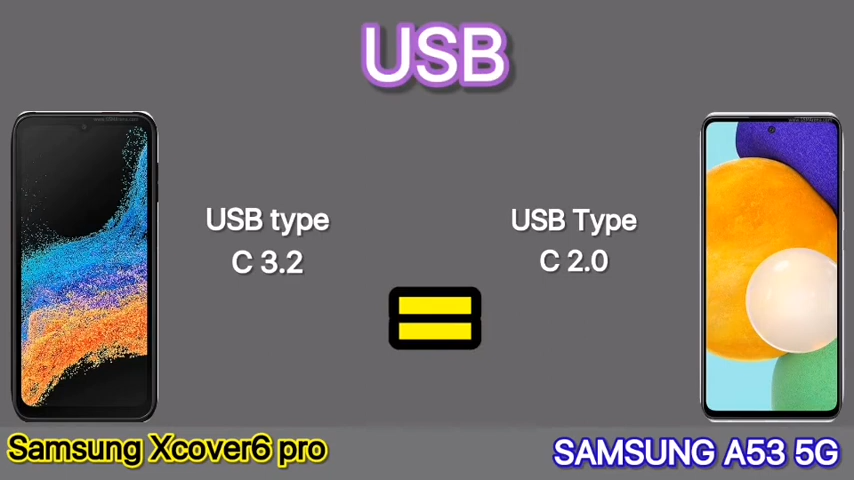 USB
USB type
C 3.2
USB Type
C 2.0
Samsung Xcover6 pro
SAMSUNG A53 5G